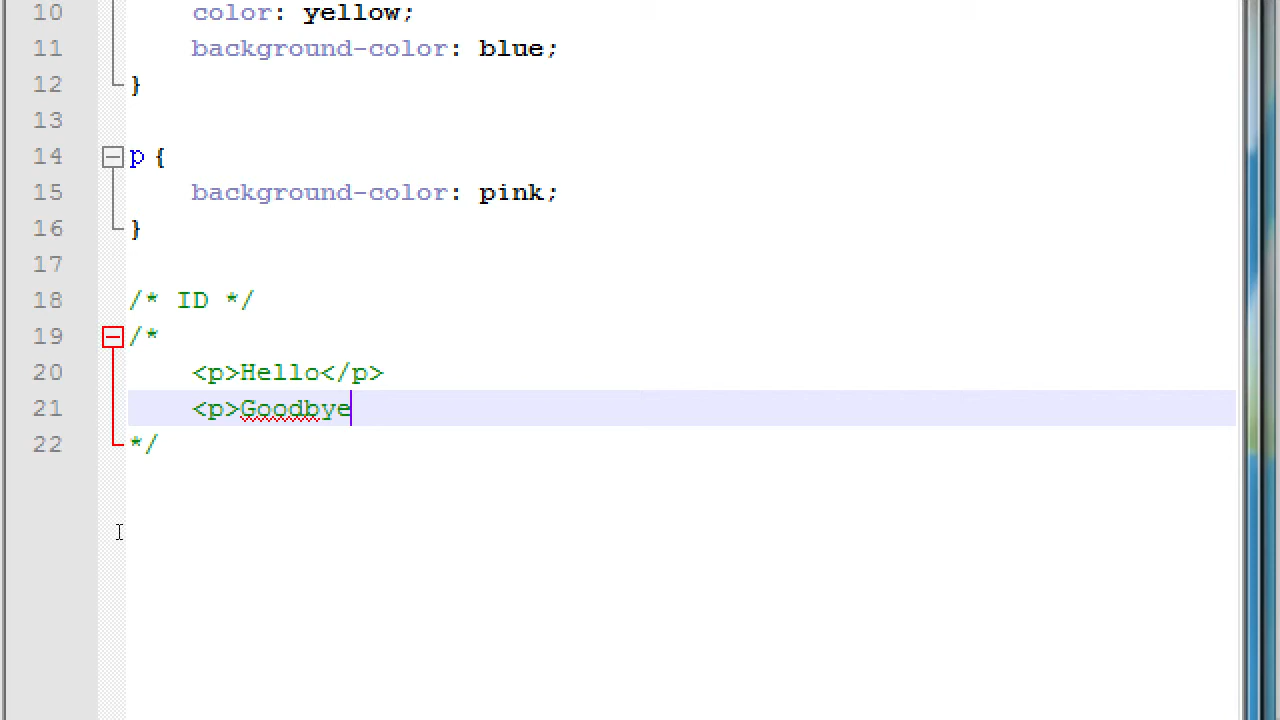 10 color: yellow;
11 background-color: blue;
12 }
13
14 p {
15 background-color: pink;
16 }
17
18 /* ID */
19 /*
20 <p>Hello</p>
21 <p>Goodbye
22 */